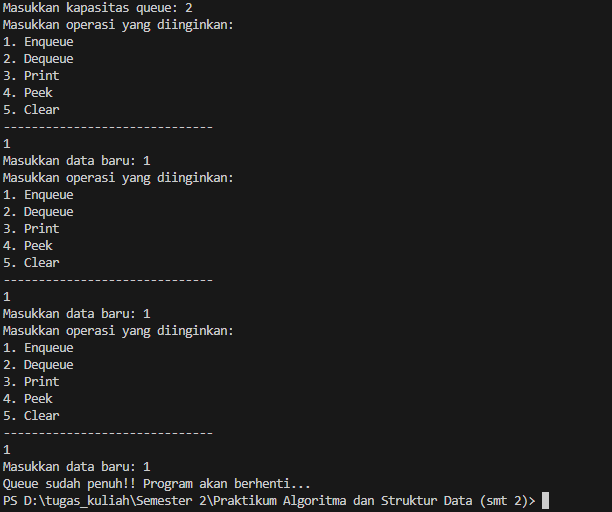 Masukkan kapasitas queue: 2
Masukkan operasi yang diinginkan:
1. Enqueue
2. Dequeue
3. Print
4. Peek
5. Clear
------------------------------
1
Masukkan data baru: 1
Masukkan operasi yang diinginkan:
1. Enqueue
2. Dequeue
3. Print
4. Peek
5. Clear
------------------------------
1
Masukkan data baru: 1
Masukkan operasi yang diinginkan:
1. Enqueue
2. Dequeue
3. Print
4. Peek
5. Clear
------------------------------
1
Masukkan data baru: 1
Queue sudah penuh!! Program akan berhenti...
PS D:\tugas_kuliah\Semester 2\Praktikum Algoritma dan Struktur Data (smt 2)>